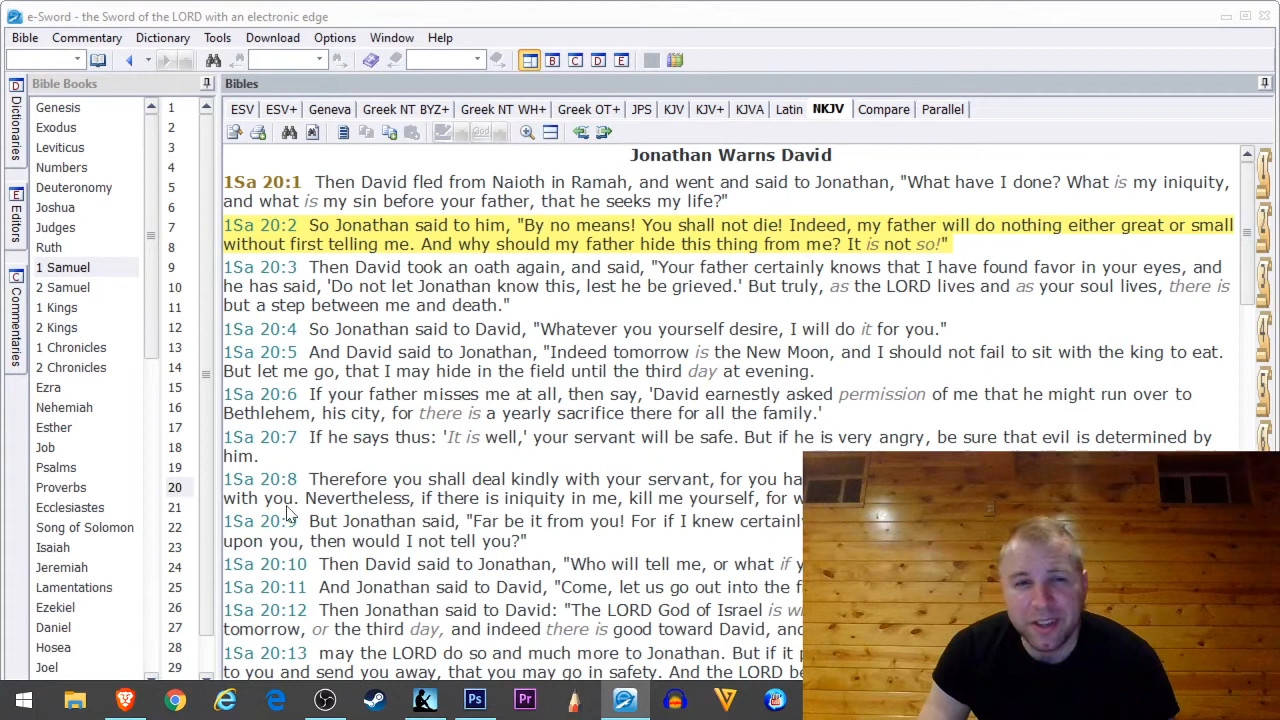 e-Sword - the Sword of the LORD with an electronic edge
Bible Commentary Dictionary Tools Download Options Window Help
B C D E
Bible Books
Bibles
D Dictionaries
E Editors
C Commentaries
ESV ESV+ Geneva Greek NT BYZ+ Greek NT WH+ Greek OT+ JPS KJV KJV+ KJVA Latin NKJV Compare Parallel
Genesis 1
Exodus 2
Leviticus 3
Numbers 4
Deuteronomy 5
Joshua 6
Judges 7
Ruth 8
1 Samuel 9
2 Samuel 10
1 Kings 11
2 Kings 12
1 Chronicles 13
2 Chronicles 14
Ezra 15
Nehemiah 16
Esther 17
Job 18
Psalms 19
Proverbs 20
Ecclesiastes 21
Song of Solomon 22
Isaiah 23
Jeremiah 24
Lamentations 25
Ezekiel 26
Daniel 27
Hosea 28
Joel 29
Jonathan Warns David
1Sa 20:1 Then David fled from Naioth in Ramah, and went and said to Jonathan, "What have I done? What is my iniquity,
and what is my sin before your father, that he seeks my life?"
1Sa 20:2 So Jonathan said to him, "By no means! You shall not die! Indeed, my father will do nothing either great or small
without first telling me. And why should my father hide this thing from me? It is not so!"
1Sa 20:3 Then David took an oath again, and said, "Your father certainly knows that I have found favor in your eyes, and
he has said, 'Do not let Jonathan know this, lest he be grieved.' But truly, as the LORD lives and as your soul lives, there is
but a step between me and death."
1Sa 20:4 So Jonathan said to David, "Whatever you yourself desire, I will do it for you."
1Sa 20:5 And David said to Jonathan, "Indeed tomorrow is the New Moon, and I should not fail to sit with the king to eat.
But let me go, that I may hide in the field until the third day at evening.
1Sa 20:6 If your father misses me at all, then say, 'David earnestly asked permission of me that he might run over to
Bethlehem, his city, for there is a yearly sacrifice there for all the family.'
1Sa 20:7 If he says thus: 'It is well,' your servant will be safe. But if he is very angry, be sure that evil is determined by
him.
1Sa 20:8 Therefore you shall deal kindly with your servant, for you ha
with you. Nevertheless, if there is iniquity in me, kill me yourself, for w
1Sa 20: But Jonathan said, "Far be it from you! For if I knew certainl
upon you, then would I not tell you?"
1Sa 20:10 Then David said to Jonathan, "Who will tell me, or what if y
1Sa 20:11 And Jonathan said to David, "Come, let us go out into the f
1Sa 20:12 Then Jonathan said to David: "The LORD God of Israel is wi
tomorrow, or the third day, and indeed there is good toward David, and
1Sa 20:13 may the LORD do so and much more to Jonathan. But if it p
to you and send you away, that you may go in safety. And the LORD be
Ps Pr